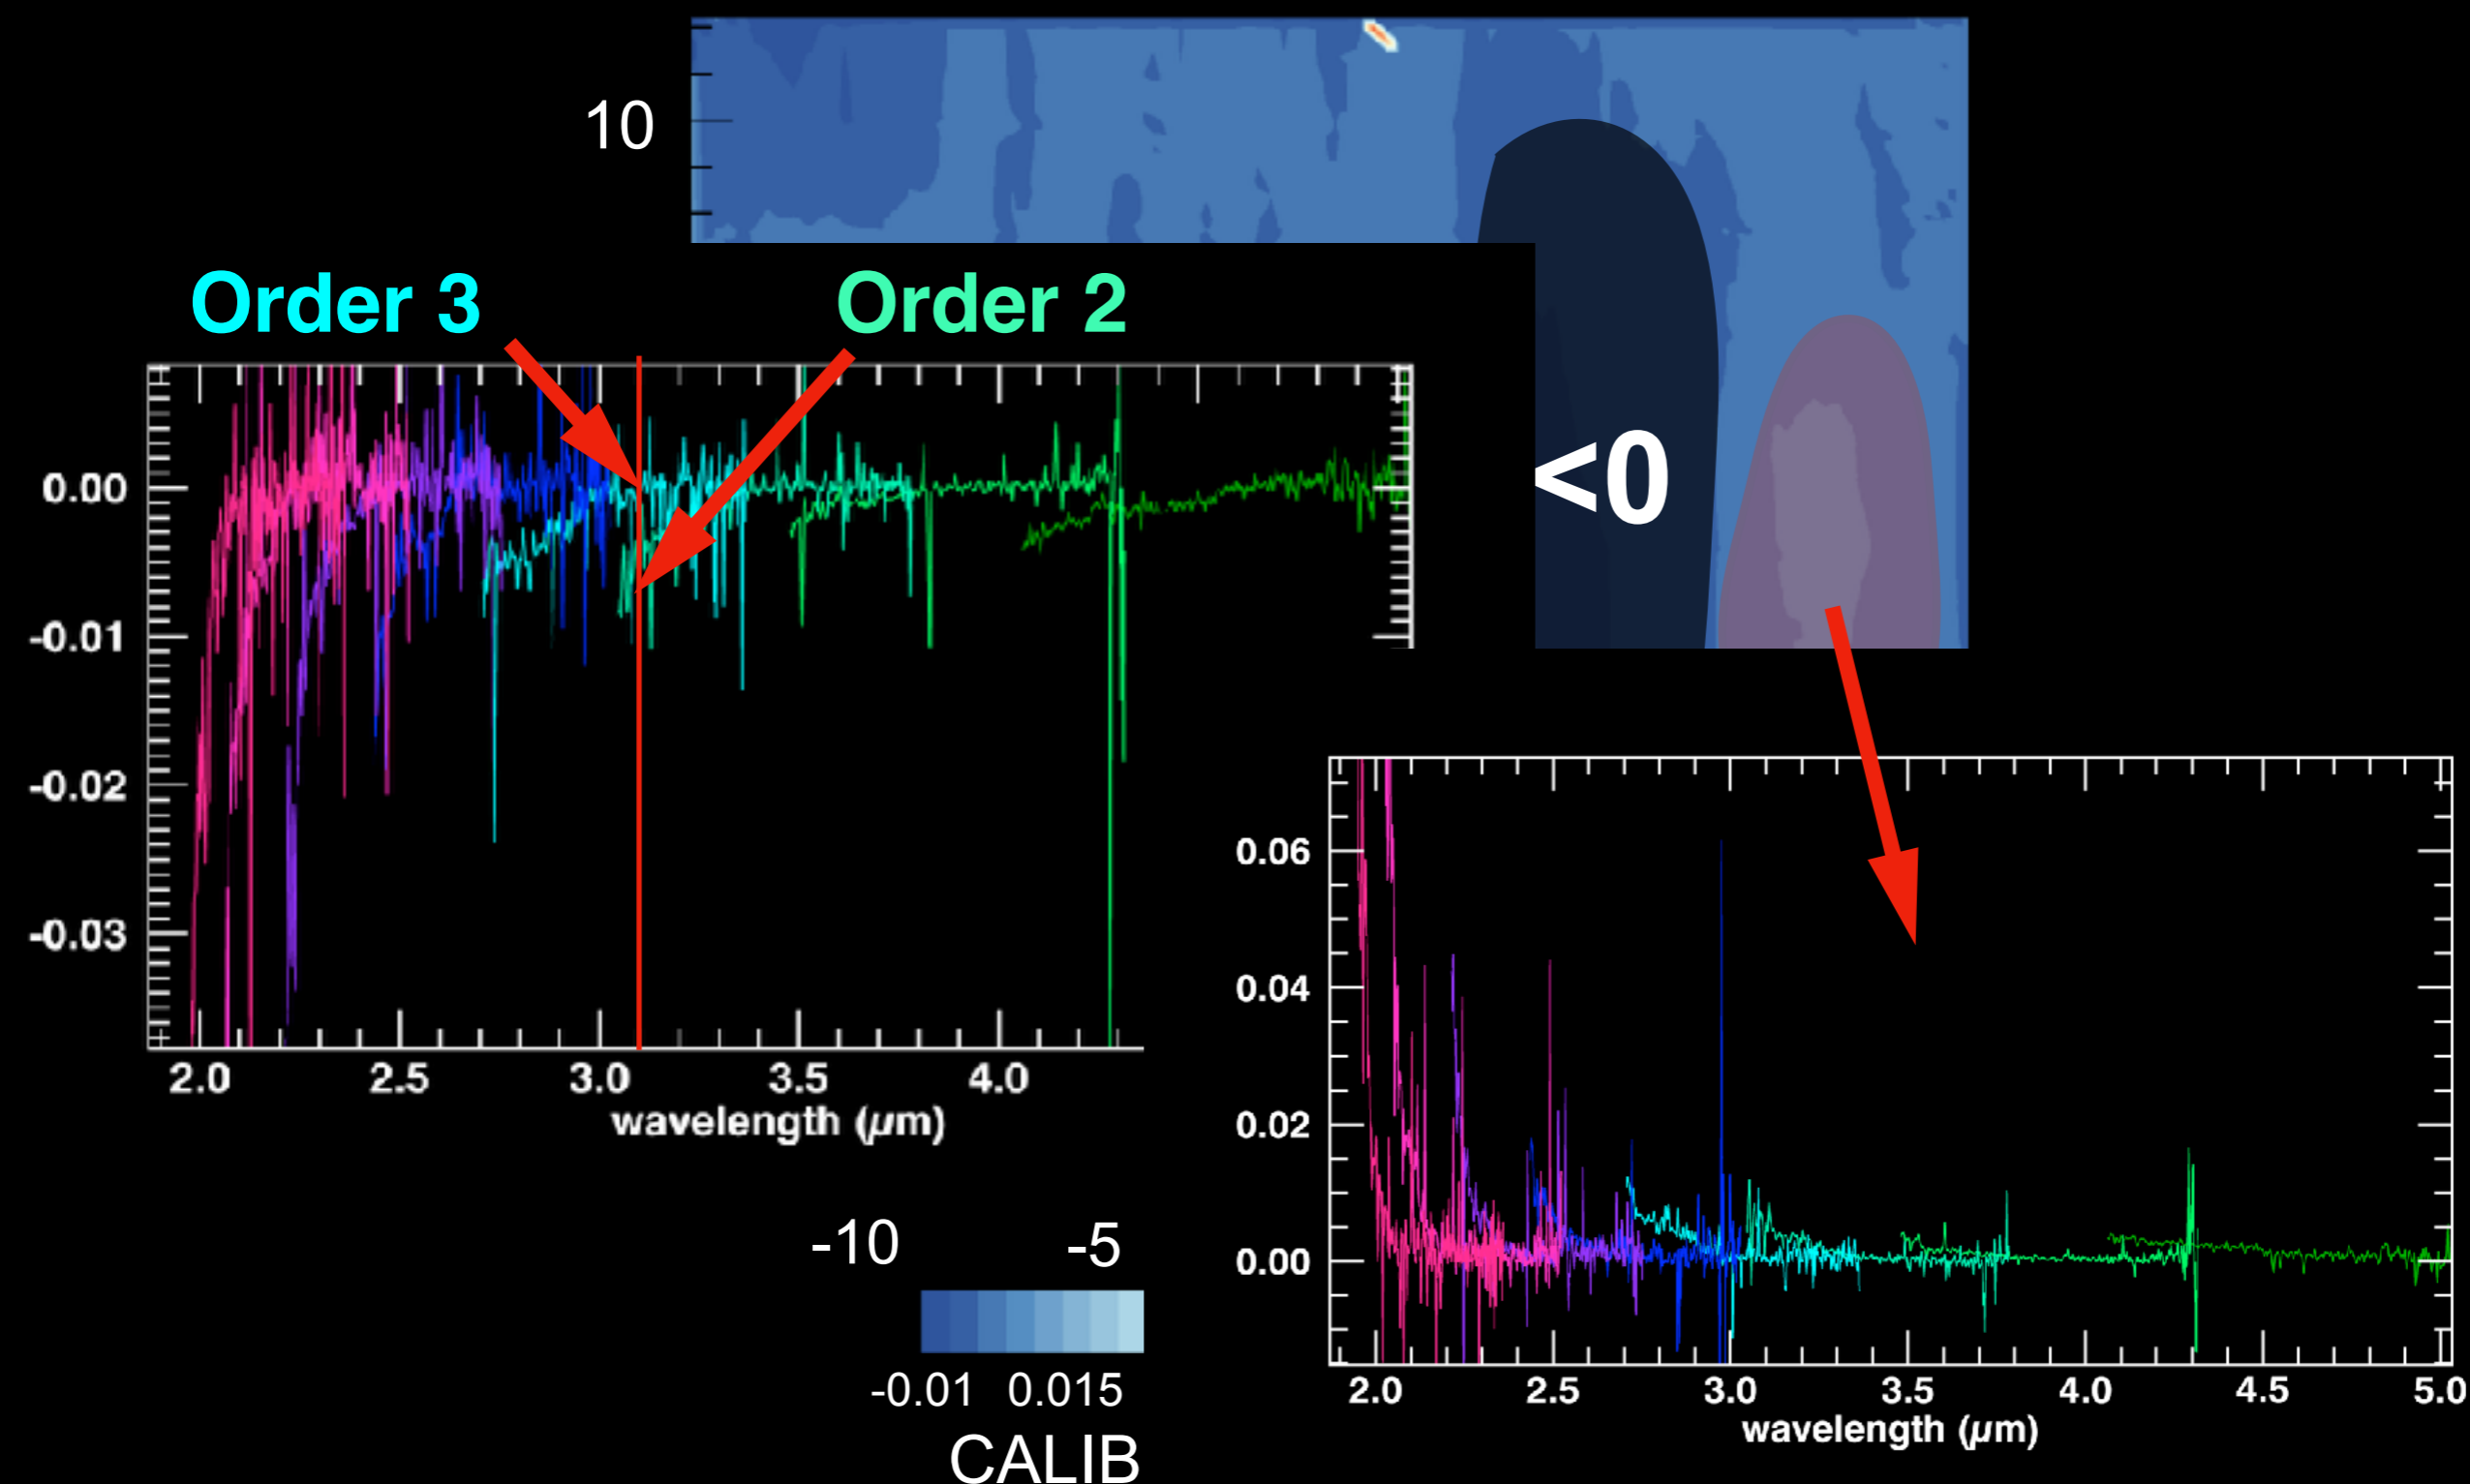 10
Order 3
Order 2
0.00
-0.01
-0.02
-0.03
2.0 2.5 3.0 3.5 4.0
wavelength (µm)
<0
0.06
0.04
0.02
0.00
2.0 2.5 3.0 3.5 4.0 4.5 5.0
wavelength (µm)
-10 -5
-0.01 0.015
CALIB